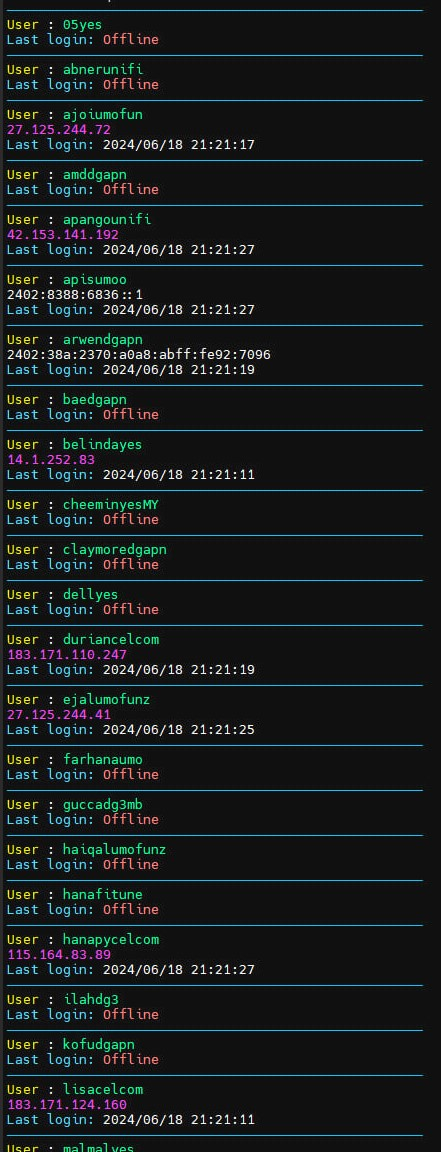 User : 05yes
Last login: Offline
User : abnerunifi
Last login: Offline
User : ajoiumofun
27.125.244.72
Last login: 2024/06/18 21:21:17
User : amddgapn
Last login: Offline
User : apangounifi
42.153.141.192
Last login: 2024/06/18 21:21:27
User : apisumoo
2402:8388:6836::1
Last login: 2024/06/18 21:21:27
User : arwendgapn
2402:38a:2370:a0a8:abff:fe92:7096
Last login: 2024/06/18 21:21:19
User : baedgapn
Last login: Offline
User : belindayes
14.1.252.83
Last login: 2024/06/18 21:21:11
User : cheeminyesMY
Last login: Offline
User : claymoredgapn
Last login: Offline
User : dellyes
Last login: Offline
User : duriancelcom
183.171.110.247
Last login: 2024/06/18 21:21:19
User : ejalumofunz
27.125.244.41
Last login: 2024/06/18 21:21:25
User : farhanaumo
Last login: Offline
User : guccadg3mb
Last login: Offline
User : haiqalumofunz
Last login: Offline
User : hanafitune
Last login: Offline
User : hanapycelcom
115.164.83.89
Last login: 2024/06/18 21:21:27
User : ilahdg3
Last login: Offline
User : kofudgapn
Last login: Offline
User : lisacelcom
183.171.124.160
Last login: 2024/06/18 21:21:11
User : malmalyes